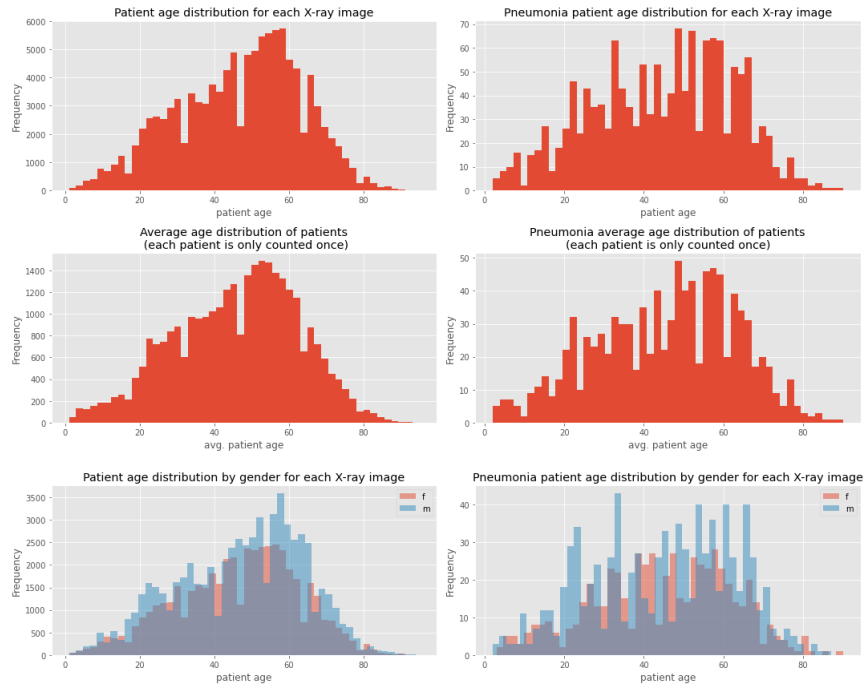 Patient age distribution for each X-ray image
Frequency
6000
5000
4000
3000
2000
1000
0
0 20 40 60 80
patient age
Pneumonia patient age distribution for each X-ray image
Frequency
70
60
50
40
30
20
10
0
0 20 40 60 80
patient age
Average age distribution of patients
(each patient is only counted once)
Frequency
1400
1200
1000
800
600
400
200
0
0 20 40 60 80
avg. patient age
Pneumonia average age distribution of patients
(each patient is only counted once)
Frequency
50
40
30
20
10
0
0 20 40 60 80
avg. patient age
Patient age distribution by gender for each X-ray image
Frequency
3500
3000
2500
2000
1500
1000
500
0
0 20 40 60 80
patient age
f
m
Pneumonia patient age distribution by gender for each X-ray image
Frequency
40
30
20
10
0
0 20 40 60 80
patient age
f
m